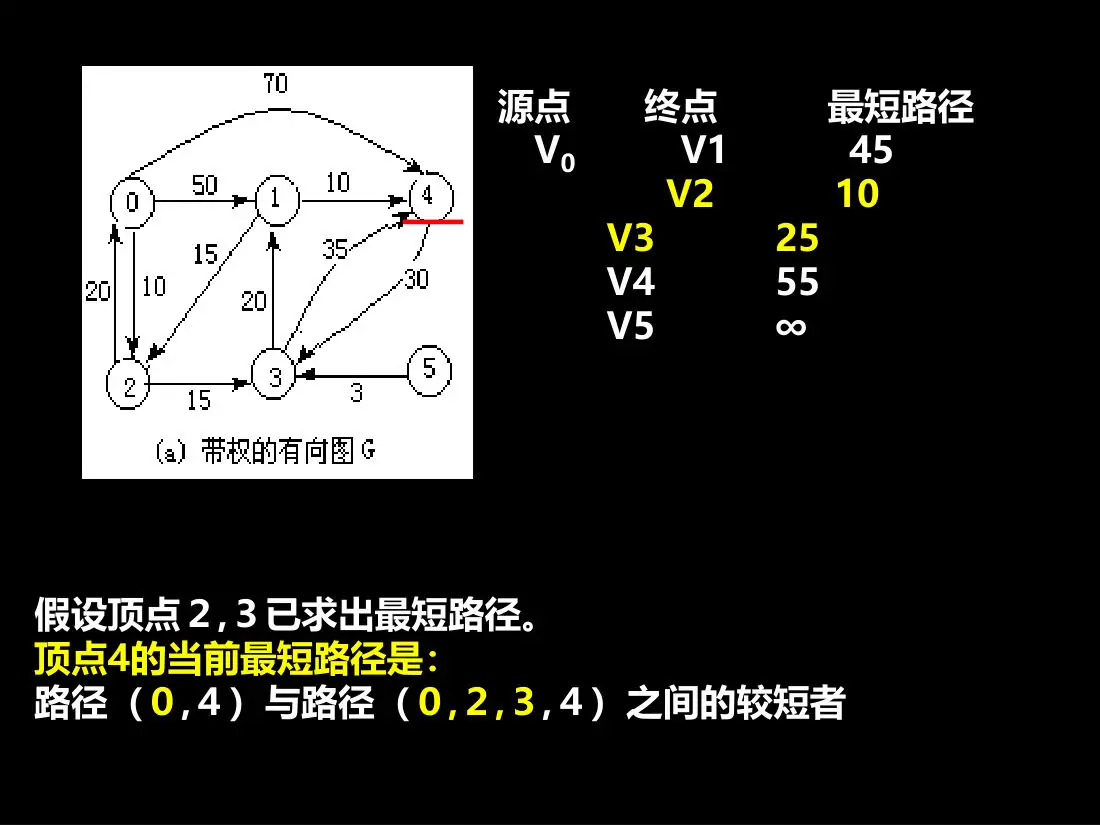 70
源点 终点 最短路径
V0 V1 45
V2 10
V3 25
V4 55
V5 ∞
0 50 1 10 4
15 35 30
20 10 20
2 15 3 3 5
(a) 带权的有向图G
假设顶点2,3已求出最短路径。
顶点4的当前最短路径是：
路径（0,4）与路径（0,2,3,4）之间的较短者